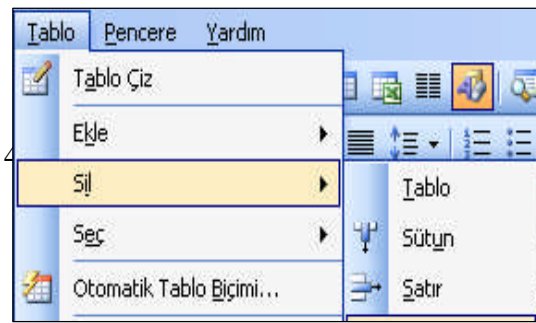 Tablo Pencere Yardım
Tablo Çiz
Ekle
Sil
Tablo
Seç
Sütun
Otomatik Tablo Biçimi...
Satır